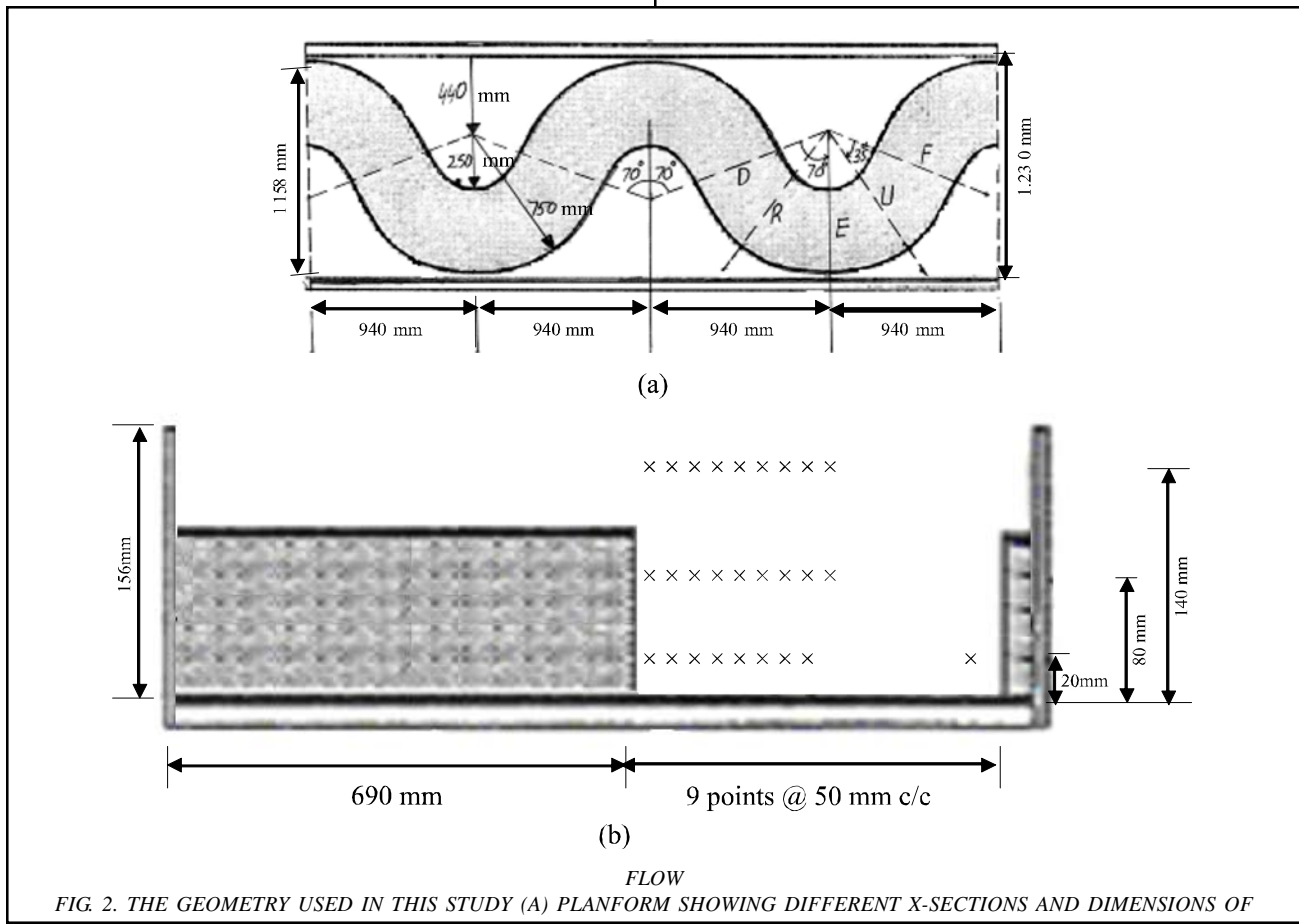 440 mm
250 mm
750 mm
1158 mm
70° 70°
D
/R
70°
35°
E
U
F
1.23 0 mm
940 mm
940 mm
940 mm
940 mm
(a)
156mm
20mm
80 mm
140 mm
690 mm
9 points @ 50 mm c/c
(b)
FLOW
FIG. 2. THE GEOMETRY USED IN THIS STUDY (A) PLANFORM SHOWING DIFFERENT X-SECTIONS AND DIMENSIONS OF